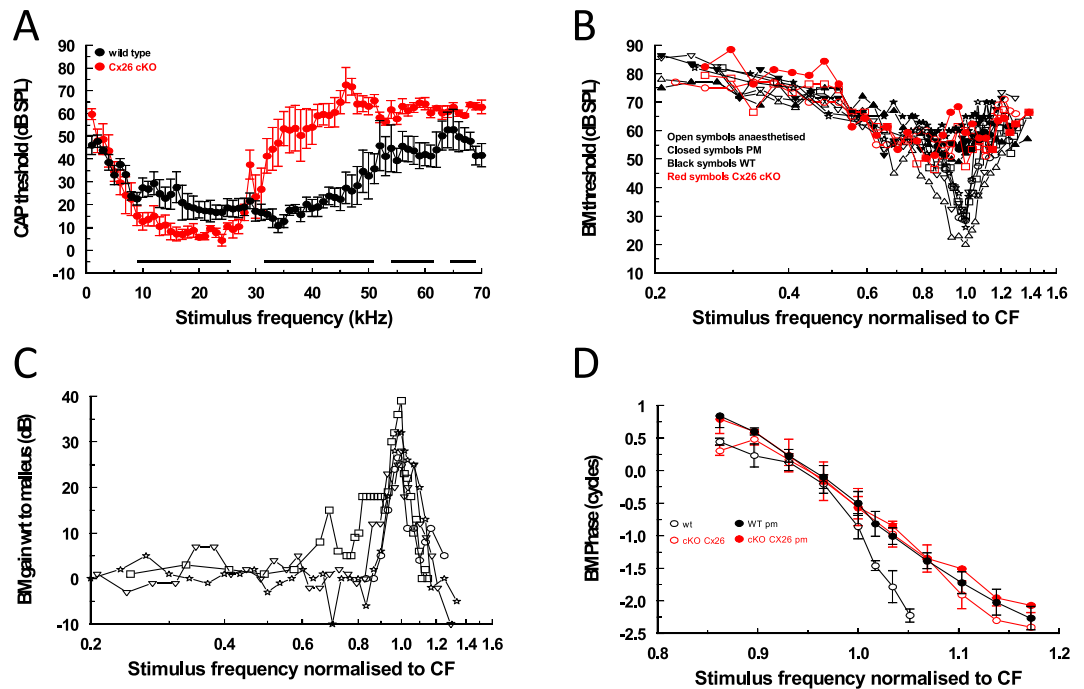 A
wild type
Cx26 cKO
CAP threshold (dB SPL)
90
80
70
60
50
40
30
20
10
0
-10
0 10 20 30 40 50 60 70
Stimulus frequency (kHz)
B
BM threshold (dB SPL)
90
80
70
60
50
40
30
20
10
Open symbols anaesthetised
Closed symbols PM
Black symbols WT
Red symbols Cx26 cKO
0.2 0.4 0.6 0.8 1.0 1.2 1.4 1.6
Stimulus frequency normalised to CF
C
BM gain wrt to malleus (dB)
40
30
20
10
0
-10
0.2 0.4 0.6 0.8 1.0 1.2 1.4 1.6
Stimulus frequency normalised to CF
D
BM Phase (cycles)
1
0.5
0.0
-0.5
-1.0
-1.5
-2.0
-2.5
wt WT pm
cKO Cx26 cKO CX26 pm
0.8 0.9 1.0 1.1 1.2
Stimulus frequency normalised to CF